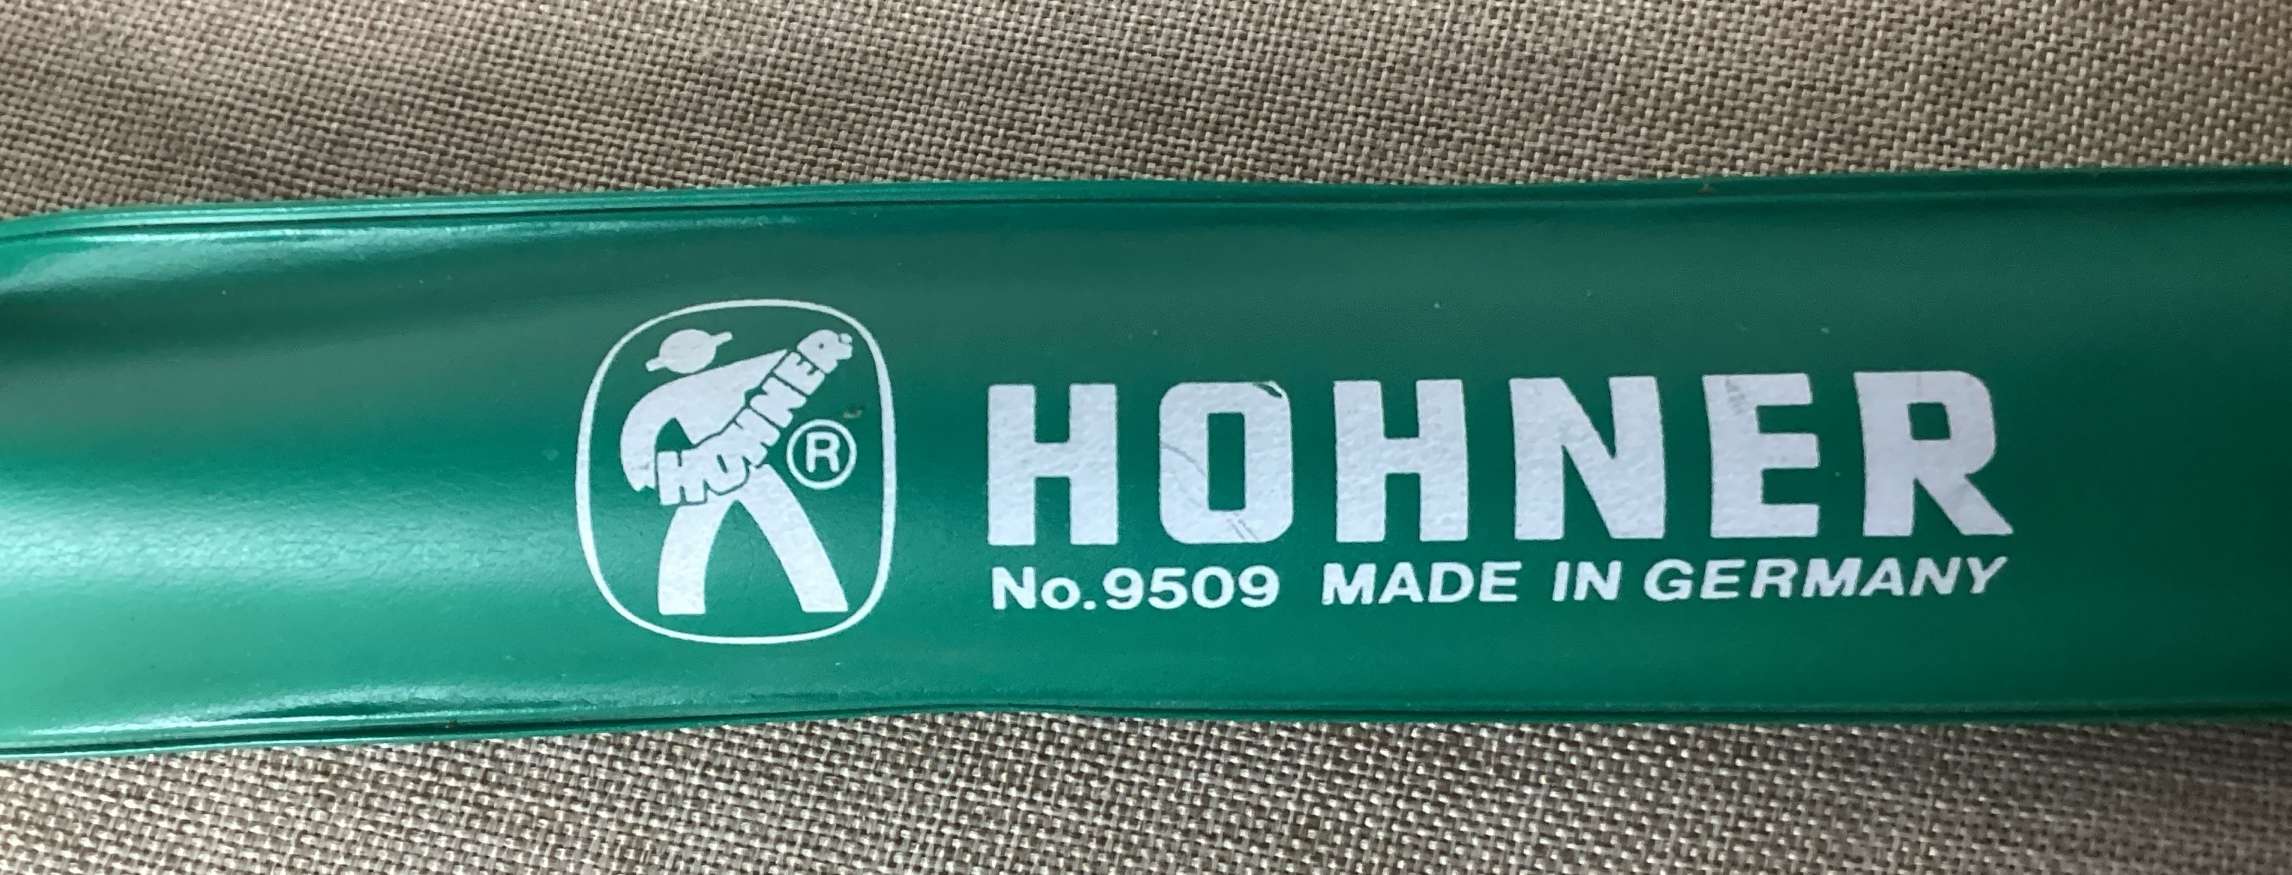 HOHNER
®
HOHNER
No.9509 MADE IN GERMANY